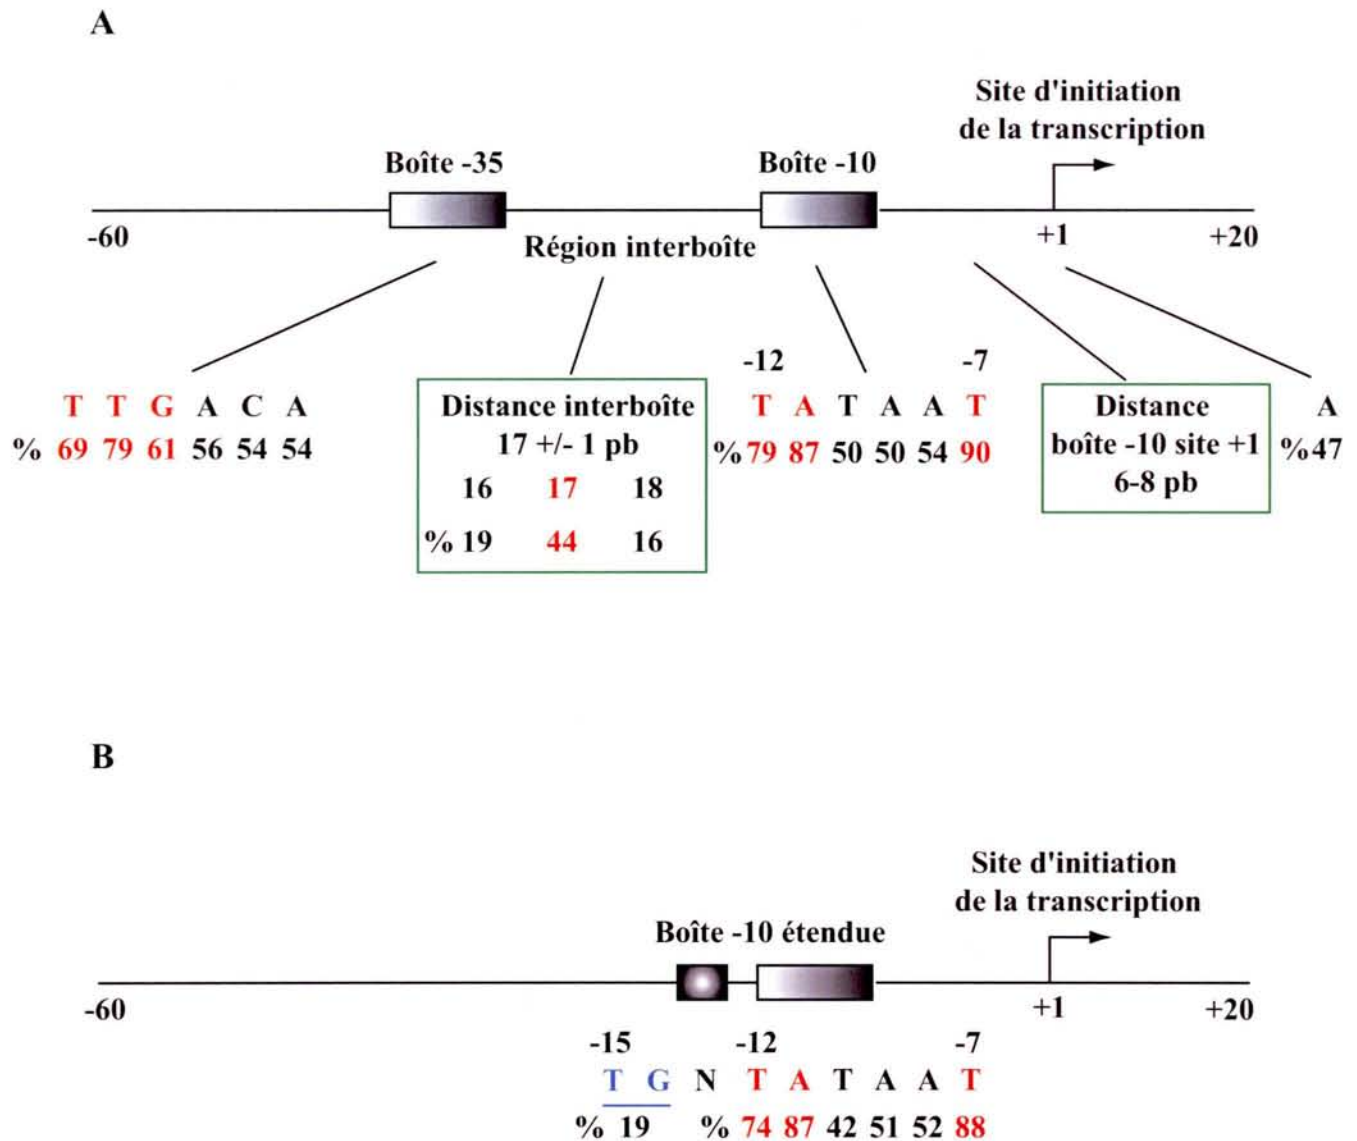 A
Site d'initiation
de la transcription
Boîte -35
Boîte -10
-60
Région interboîte
+1
+20
-12
-7
T T G A C A
% 69 79 61 56 54 54
Distance interboîte
17 +/- 1 pb
16 17 18
% 19 44 16
T A T A A T
% 79 87 50 50 54 90
Distance
boîte -10 site +1
6-8 pb
A
% 47
B
Site d'initiation
de la transcription
Boîte -10 étendue
-60
+1
+20
-15
-12
-7
T G N T A T A A T
% 19 % 74 87 42 51 52 88